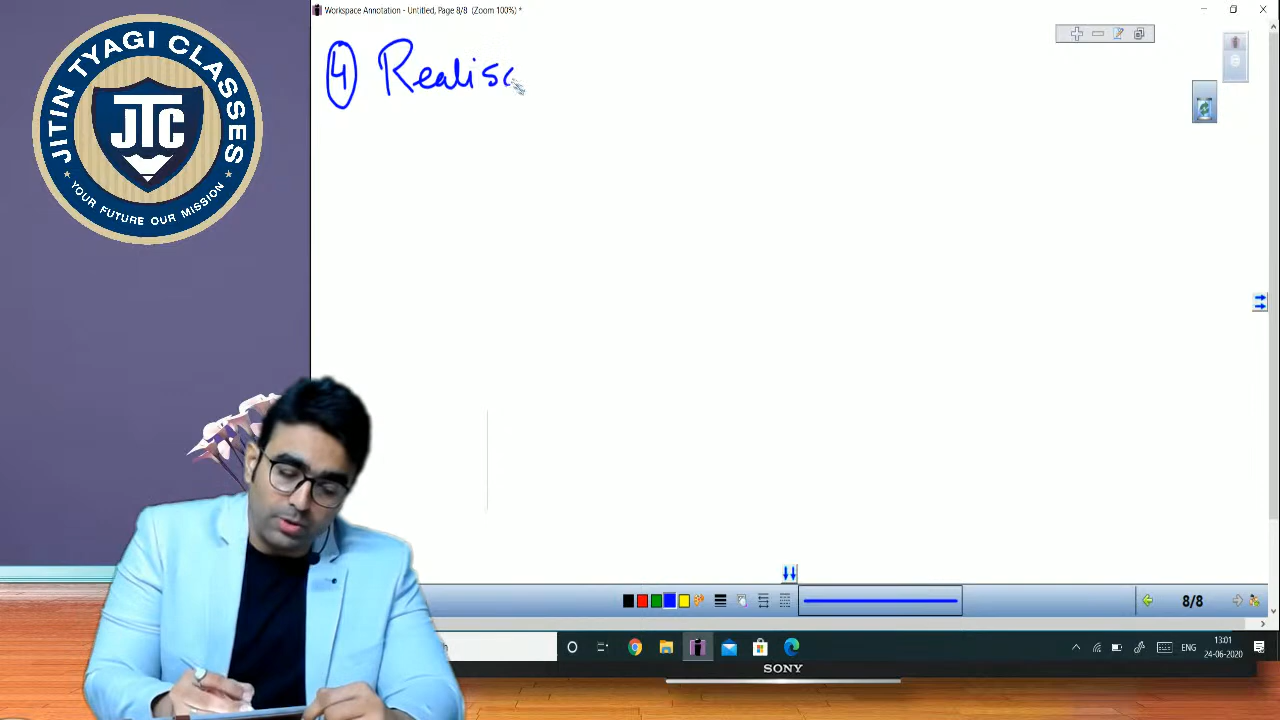 Workspace Annotation - Untitled, Page 8/8 (Zoom 100%) *
④ Realisa
JITIN TYAGI CLASSES
JTC
YOUR FUTURE OUR MISSION
8/8
ENG
13:01
24-06-2020
SONY